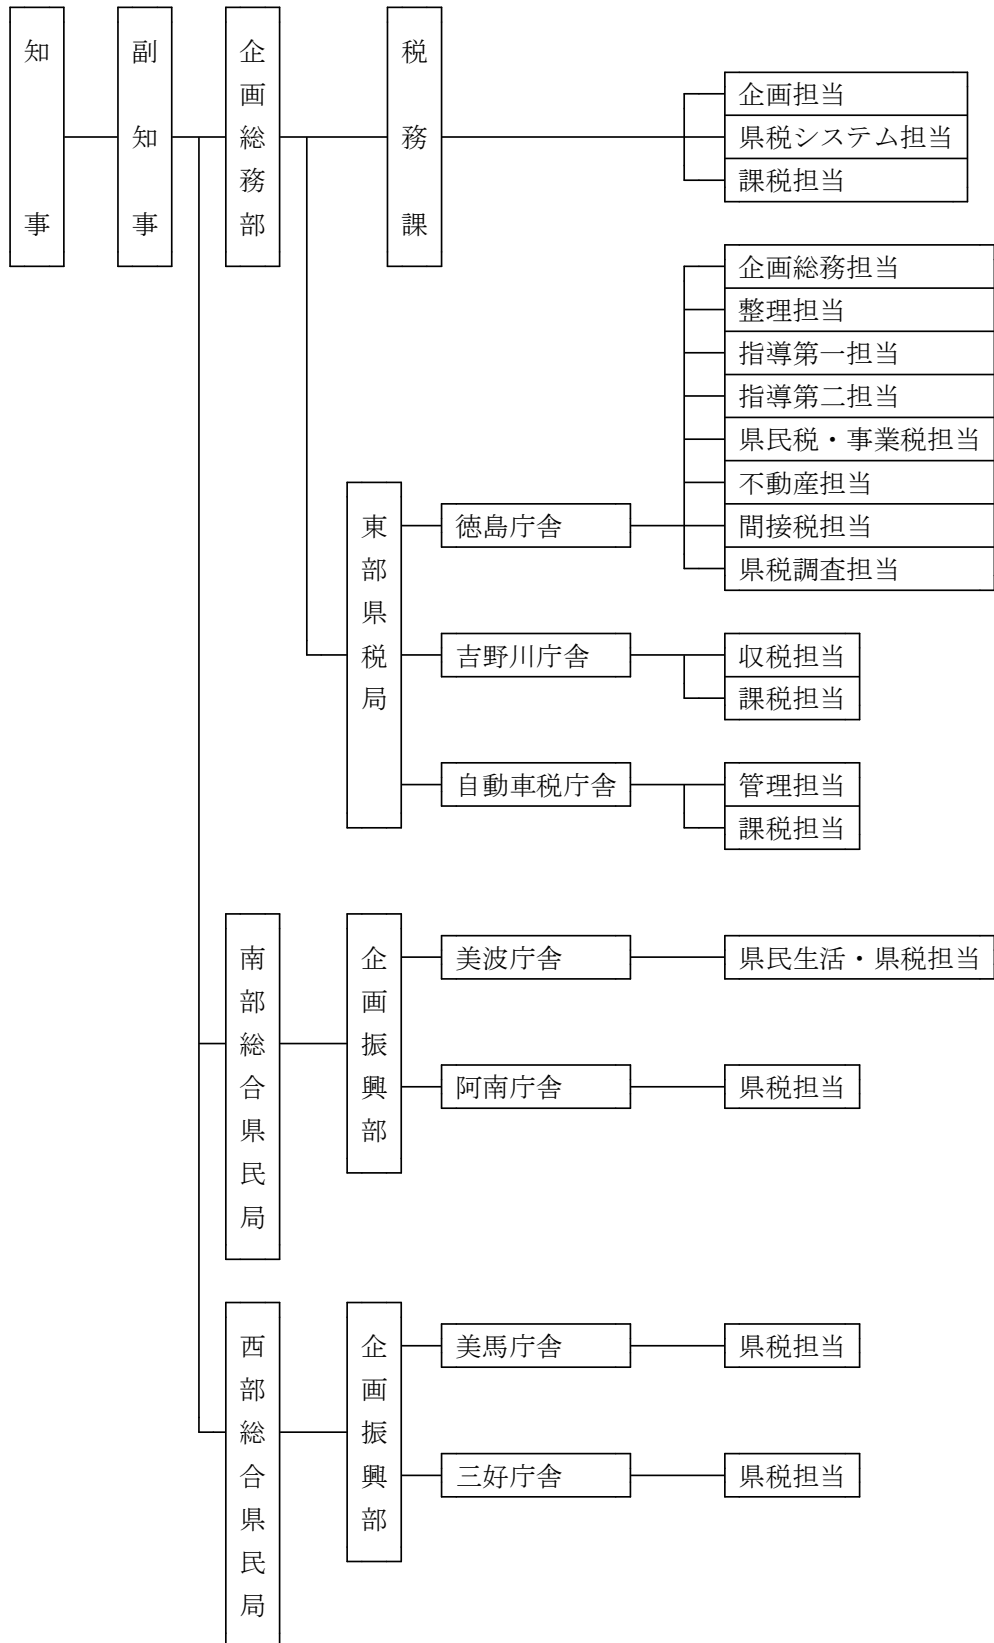 知事
副知事
企画総務部
税務課
企画担当
県税システム担当
課税担当
東部県税局
徳島庁舎
企画総務担当
整理担当
指導第一担当
指導第二担当
県民税・事業税担当
不動産担当
間接税担当
県税調査担当
吉野川庁舎
収税担当
課税担当
自動車税庁舎
管理担当
課税担当
南部総合県民局
企画振興部
美波庁舎
県民生活・県税担当
阿南庁舎
県税担当
西部総合県民局
企画振興部
美馬庁舎
県税担当
三好庁舎
県税担当